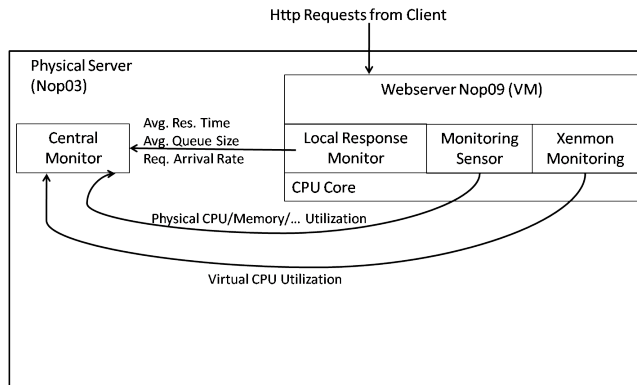 Http Requests from Client
Physical Server
(Nop03)
Webserver Nop09 (VM)
Central
Monitor
Avg. Res. Time
Avg. Queue Size
Req. Arrival Rate
Local Response
Monitor
Monitoring
Sensor
Xenmon
Monitoring
CPU Core
Physical CPU/Memory/... Utilization
Virtual CPU Utilization